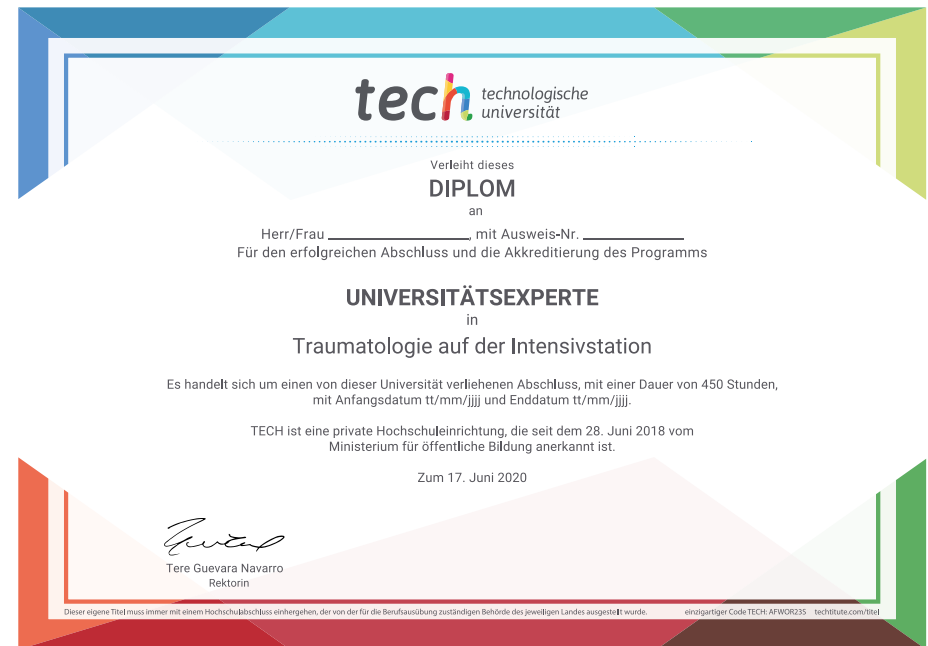 tech technologische
universität
Verleiht dieses
DIPLOM
an
Herr/Frau ____________, mit Ausweis-Nr. ____________
Für den erfolgreichen Abschluss und die Akkreditierung des Programms
UNIVERSITÄTSEXPERTE
in
Traumatologie auf der Intensivstation
Es handelt sich um einen von dieser Universität verliehenen Abschluss, mit einer Dauer von 450 Stunden,
mit Anfangsdatum tt/mm/jjjj und Enddatum tt/mm/jjjj.
TECH ist eine private Hochschuleinrichtung, die seit dem 28. Juni 2018 vom
Ministerium für öffentliche Bildung anerkannt ist.
Zum 17. Juni 2020
Tere Guevara Navarro
Rektorin
Dieser eigene Titel muss immer mit einem Hochschulabschluss einhergehen, der von der für die Berufsausübung zuständigen Behörde des jeweiligen Landes ausgestellt wurde. einzigartiger Code TECH: AFWOR23S techtitute.com/titel